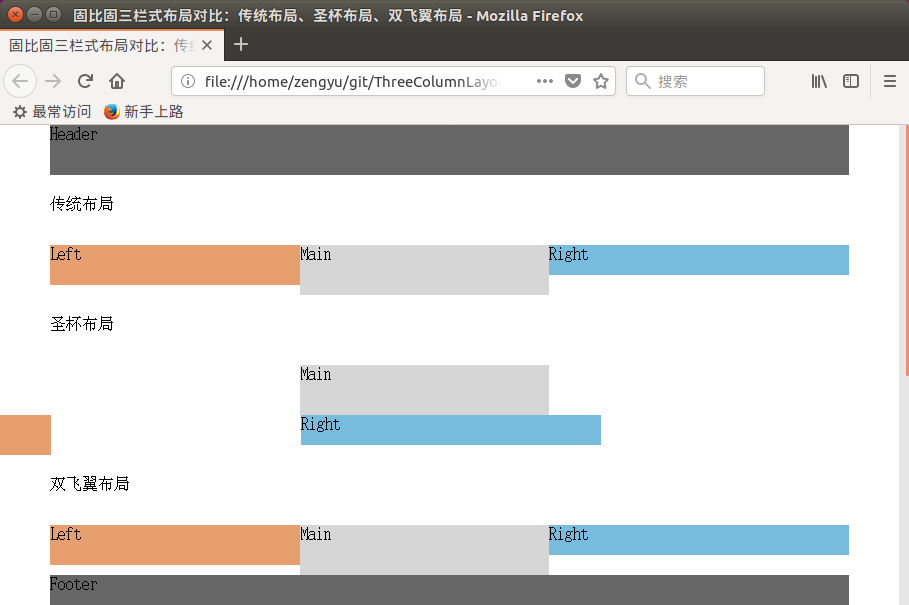 固比固三栏式布局对比：传统布局、圣杯布局、双飞翼布局 - Mozilla Firefox
固比固三栏式布局对比：传统
file:///home/zengyu/git/ThreeColumnLayo
搜索
最常访问 新手上路
Header
传统布局
Left Main Right
圣杯布局
Main
Right
双飞翼布局
Left Main Right
Footer